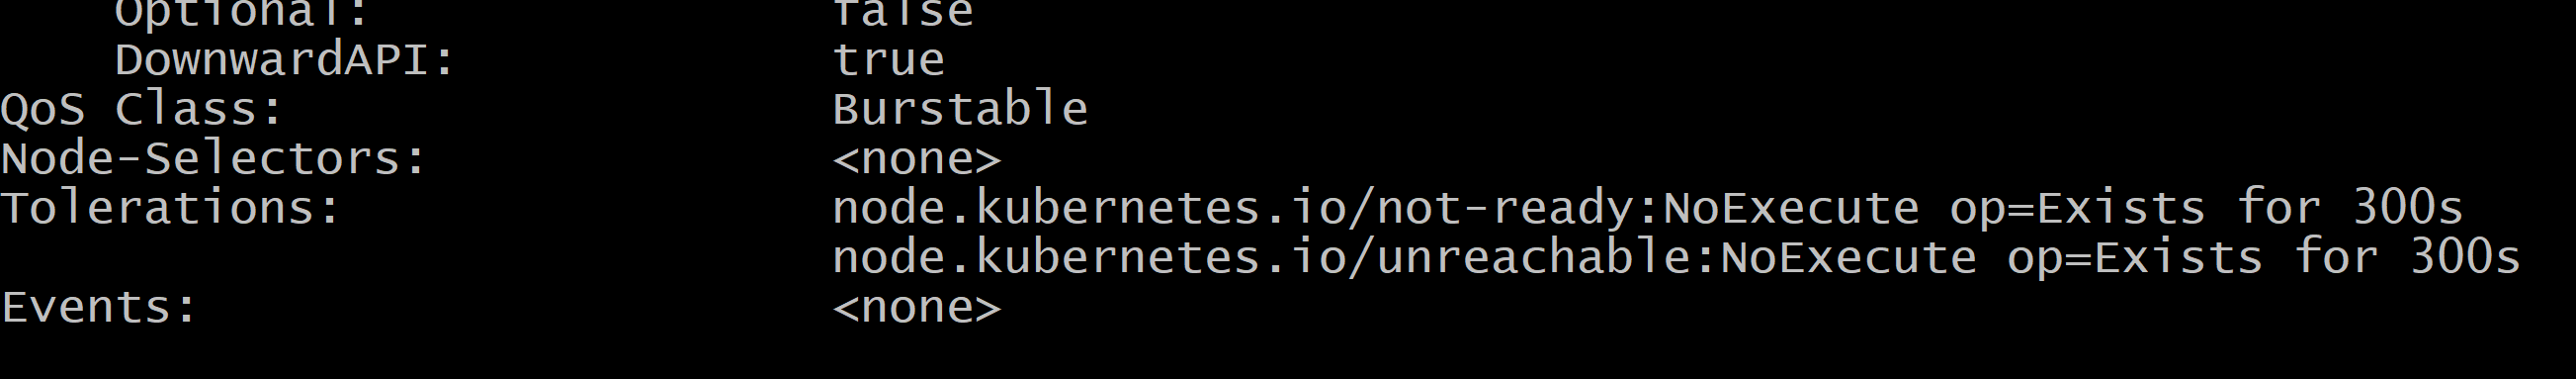 Optional: false
DownwardAPI: true
QoS Class: Burstable
Node-Selectors: <none>
Tolerations: node.kubernetes.io/not-ready:NoExecute op=Exists for 300s
node.kubernetes.io/unreachable:NoExecute op=Exists for 300s
Events: <none>